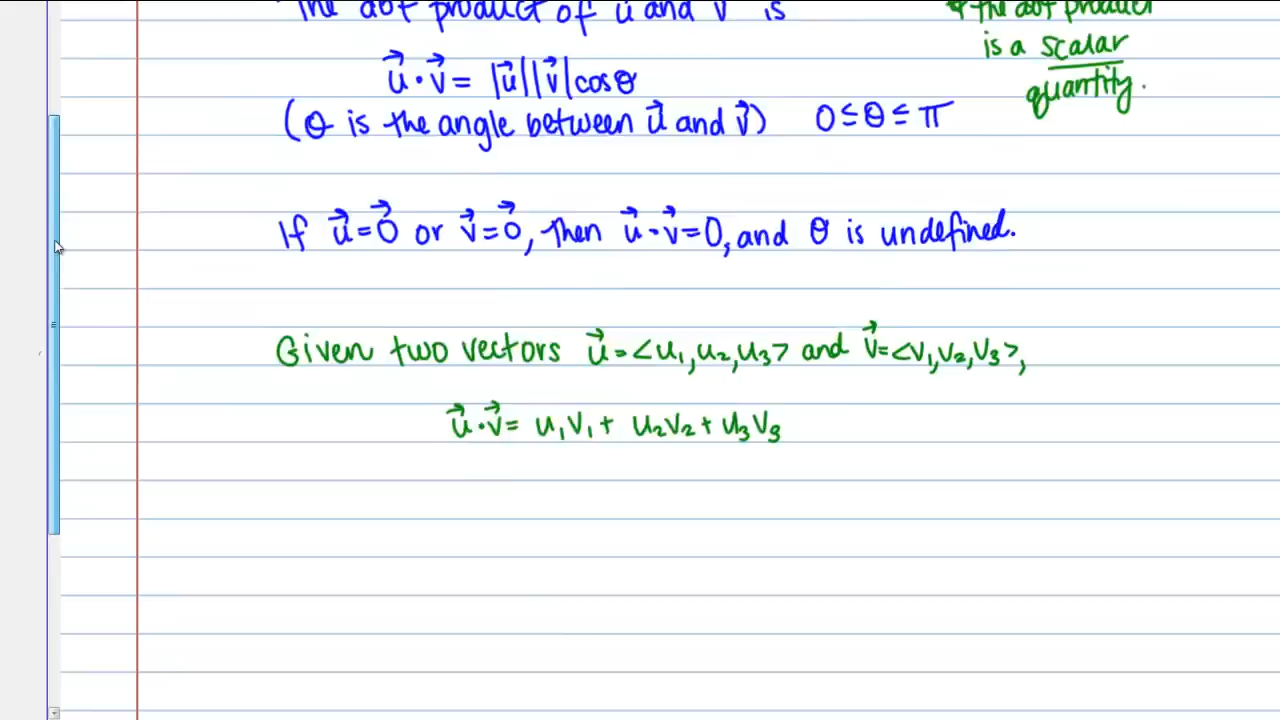 The dot product of u and v is
* the dot product
is a scalar
quantity.
u⃗·v⃗= |u⃗||v⃗|cosθ
(θ is the angle between u⃗ and v⃗) 0≤θ≤π
If u⃗=0⃗ or v⃗=0⃗, then u⃗·v⃗=0, and θ is undefined.
Given two vectors u⃗=<u₁,u₂,u₃> and v⃗=<v₁,v₂,v₃>,
u⃗·v⃗= u₁v₁+ u₂v₂+ u₃v₃